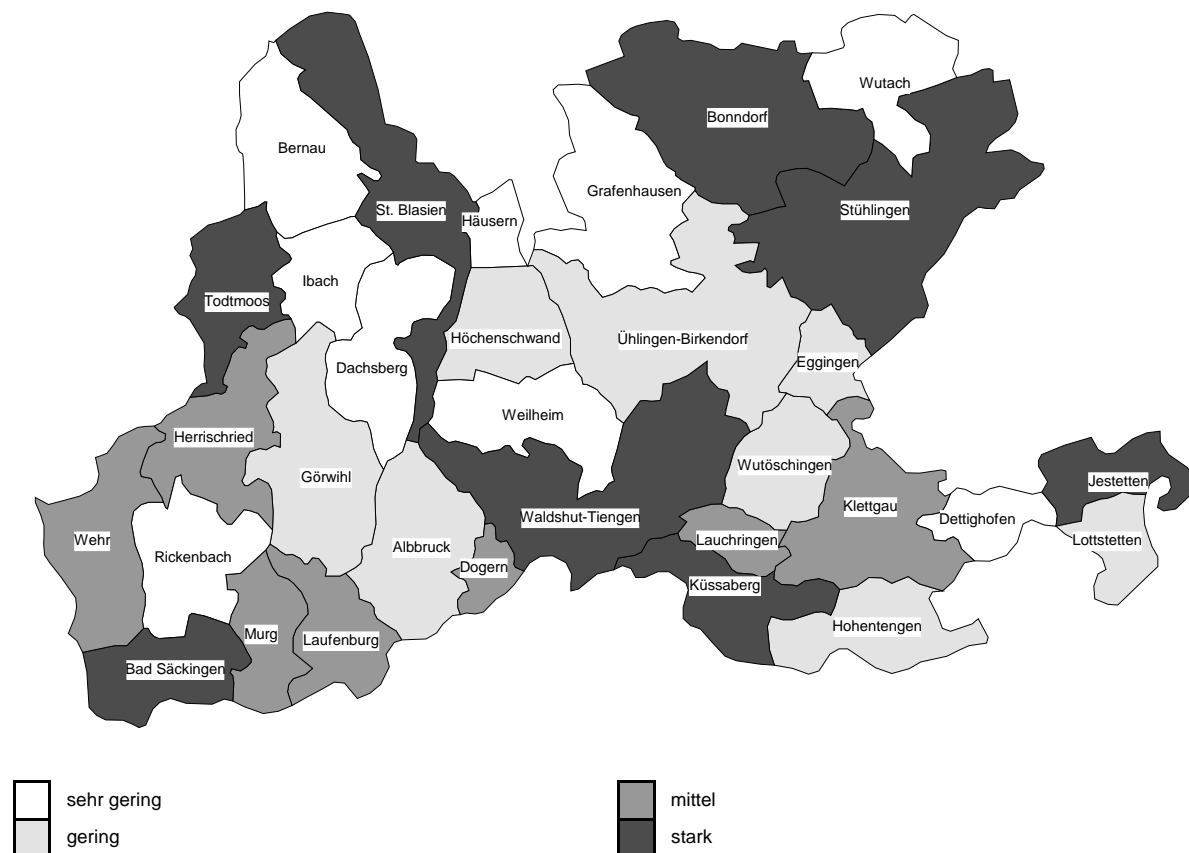 Wutach
Bonndorf
Bernau
Grafenhausen
St. Blasien
Stühlingen
Häusern
Ibach
Todtmoos
Höchenschwand
Ühlingen-Birkendorf
Eggingen
Dachsberg
Weilheim
Herrischried
Wutöschingen
Görwihl
Jestetten
Klettgau
Waldshut-Tiengen
Dettighofen
Wehr
Lauchringen
Lottstetten
Albbruck
Rickenbach
Dogern
Küssaberg
Hohentengen
Murg
Laufenburg
Bad Säckingen
sehr gering
mittel
gering
stark